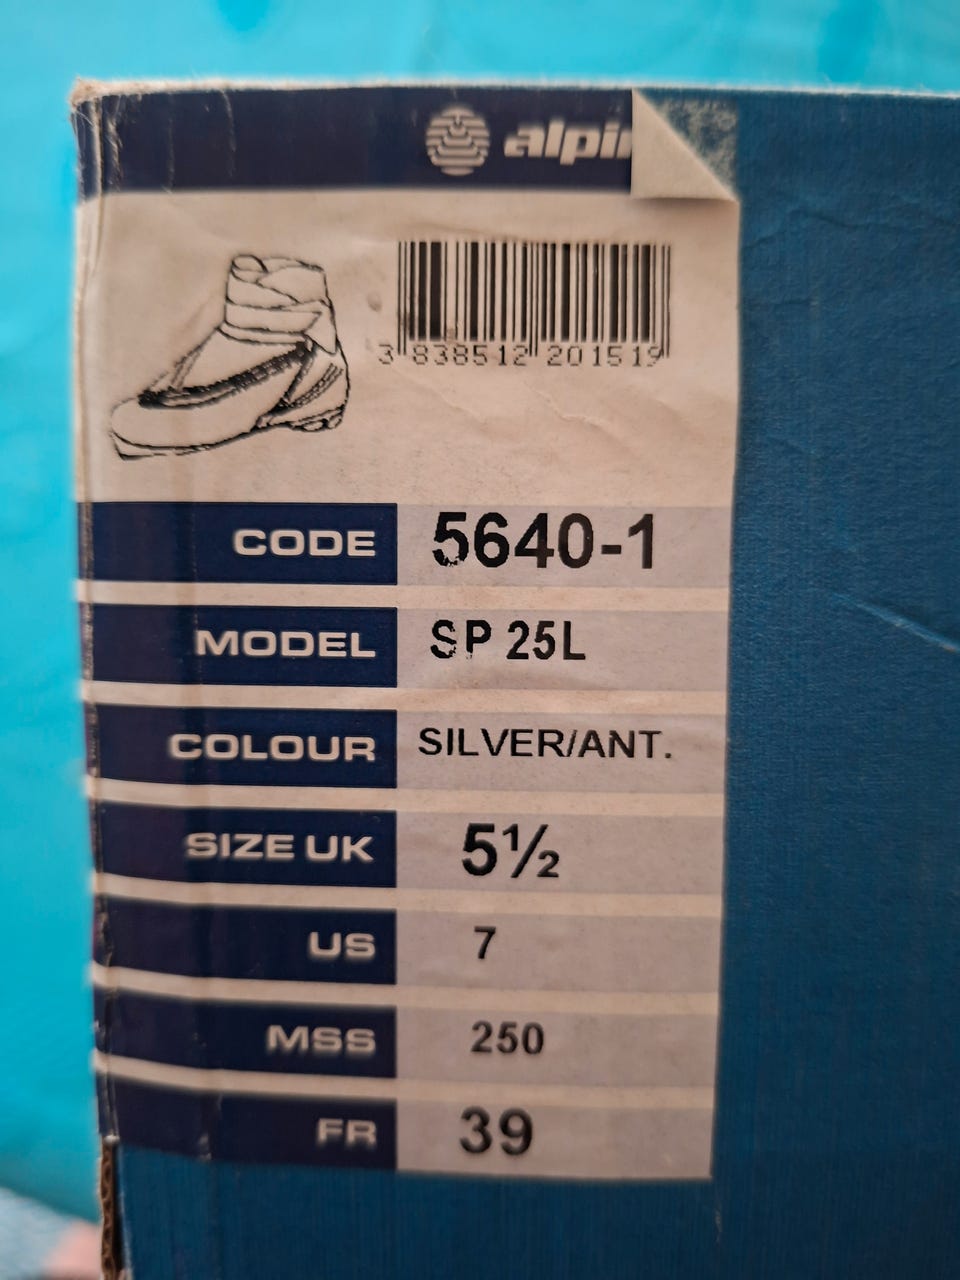 alpin
3 838512 201519
CODE 5640-1
MODEL SP 25L
COLOUR SILVER/ANT.
SIZE UK 5½
US 7
MSS 250
FR 39